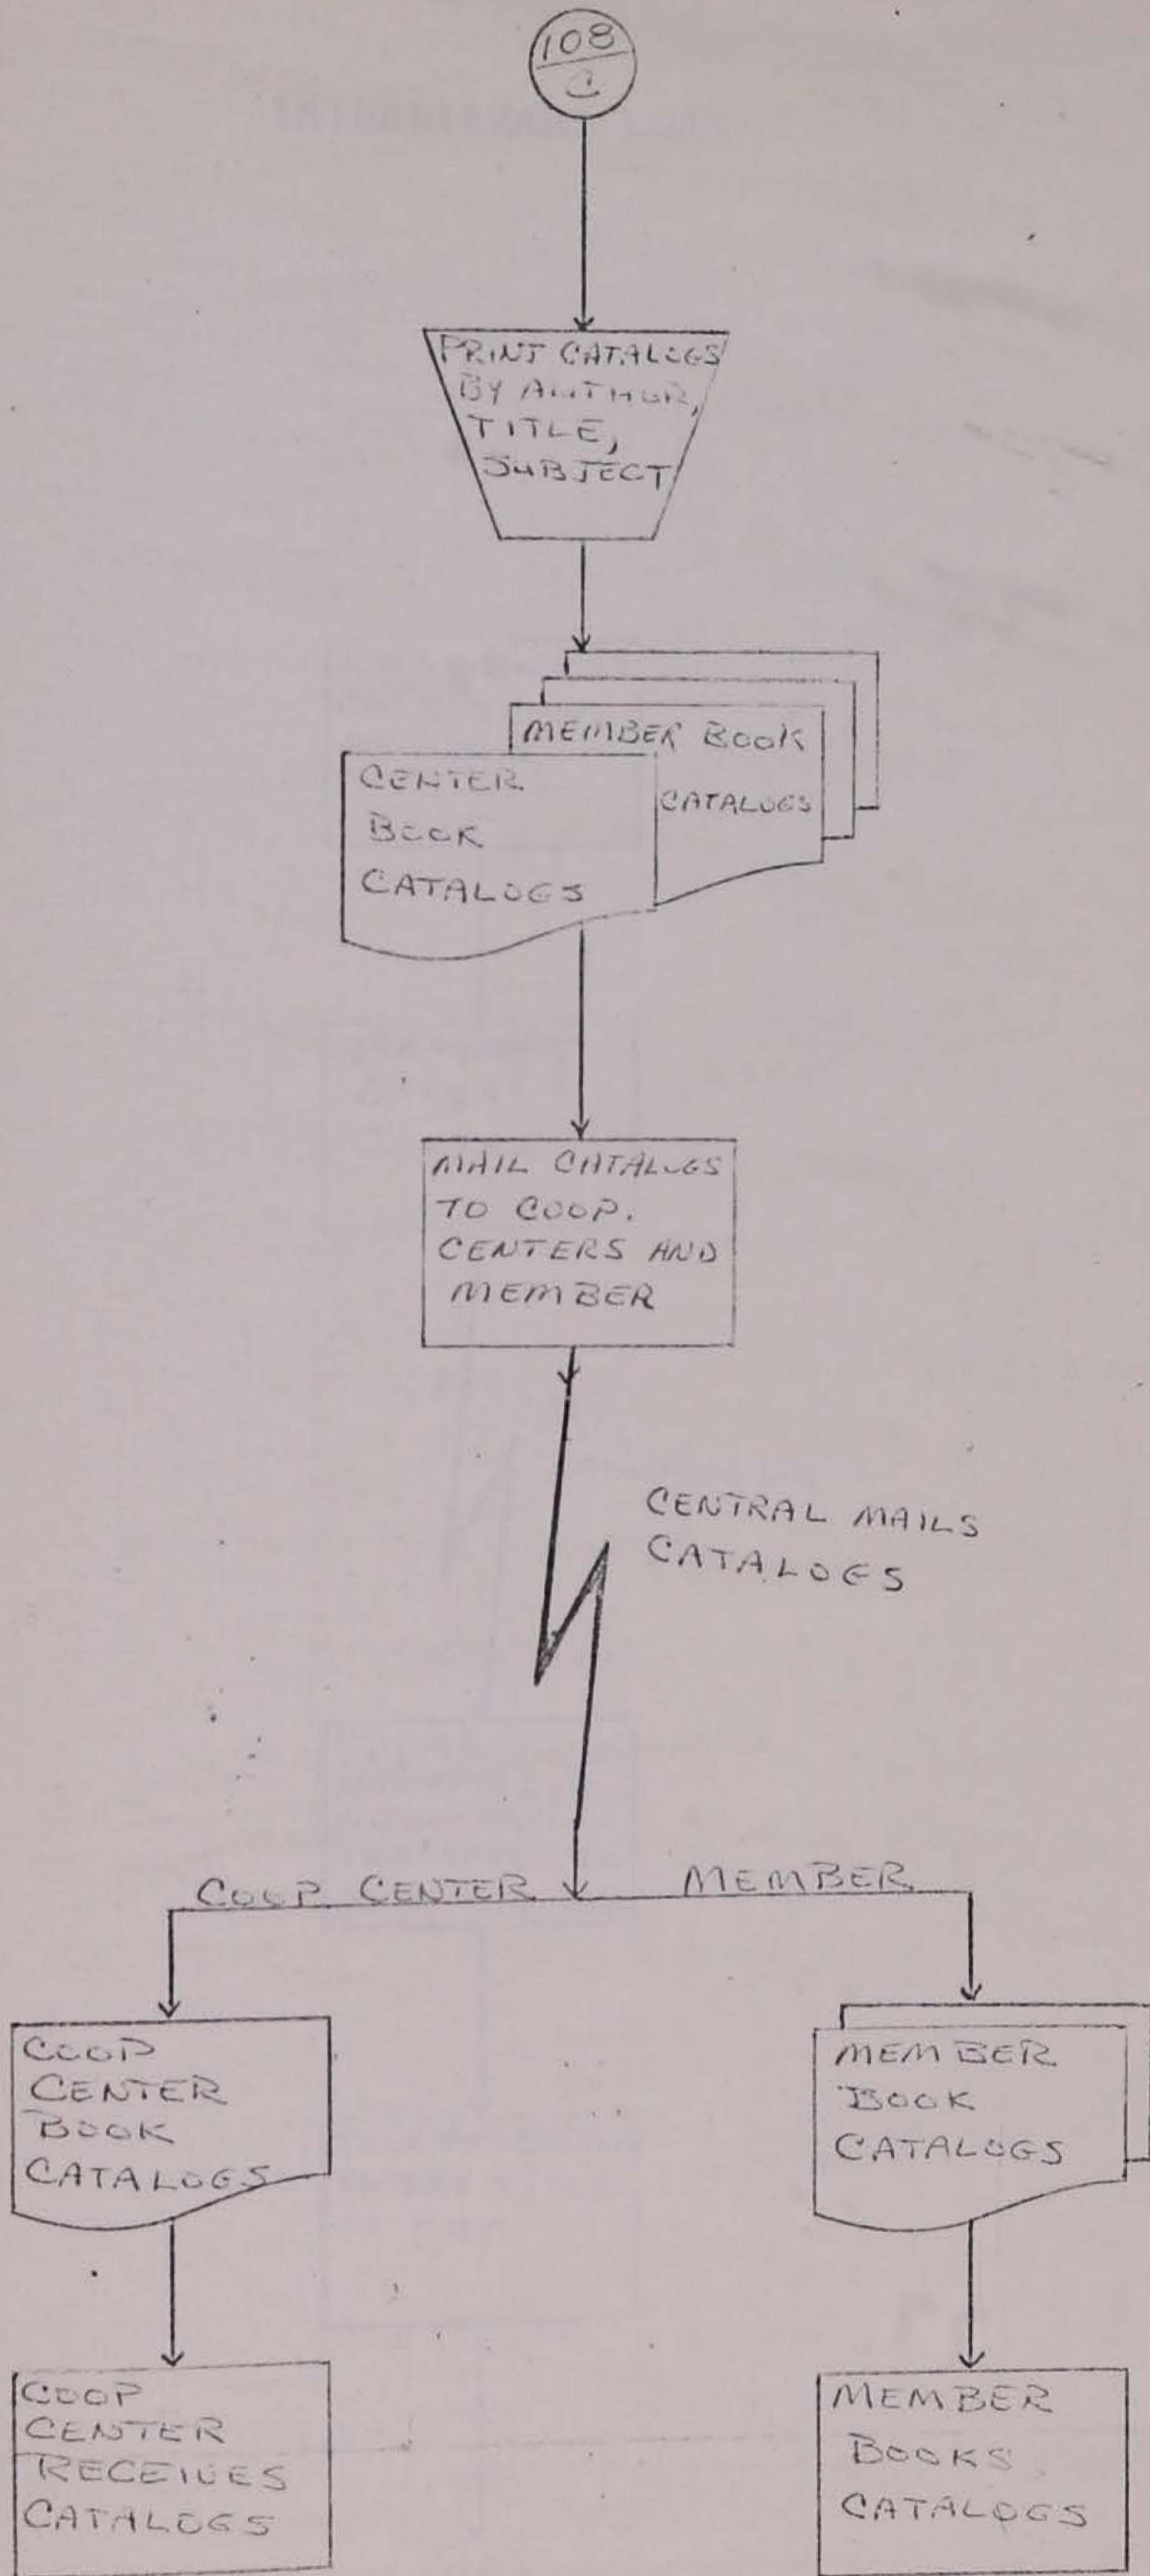 108
C
PRINT CATALOGS
BY AUTHOR,
TITLE,
SUBJECT
MEMBER BOOK
CATALOGS
CENTER
BOOK
CATALOGS
MAIL CATALOGS
TO COOP.
CENTERS AND
MEMBER
CENTRAL MAILS
CATALOGS
COOP CENTER
MEMBER
COOP
CENTER
BOOK
CATALOGS
MEMBER
BOOK
CATALOGS
COOP
CENTER
RECEIVES
CATALOGS
MEMBER
BOOKS
CATALOGS